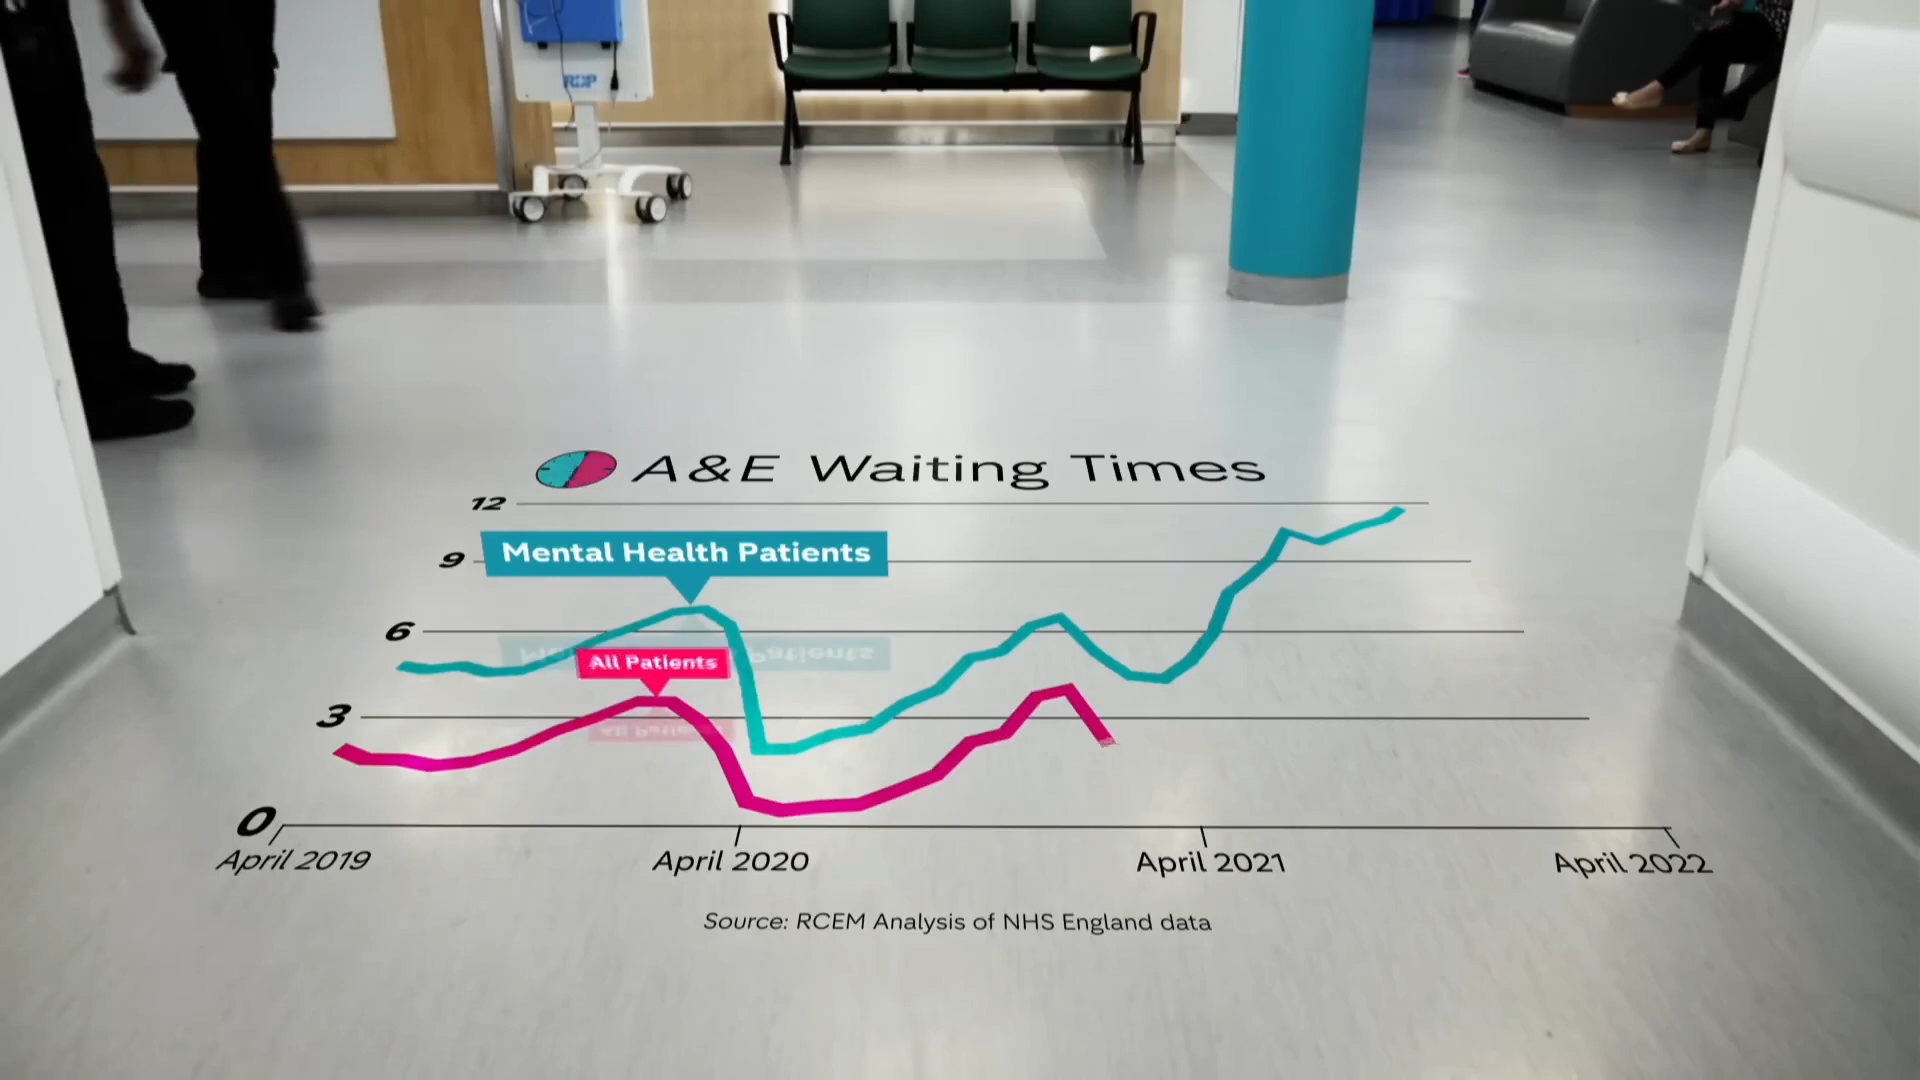 RDP
A&E Waiting Times
12
9
Mental Health Patients
6
All Patients
3
0
April 2019
April 2020
April 2021
April 2022
Source: RCEM Analysis of NHS England data